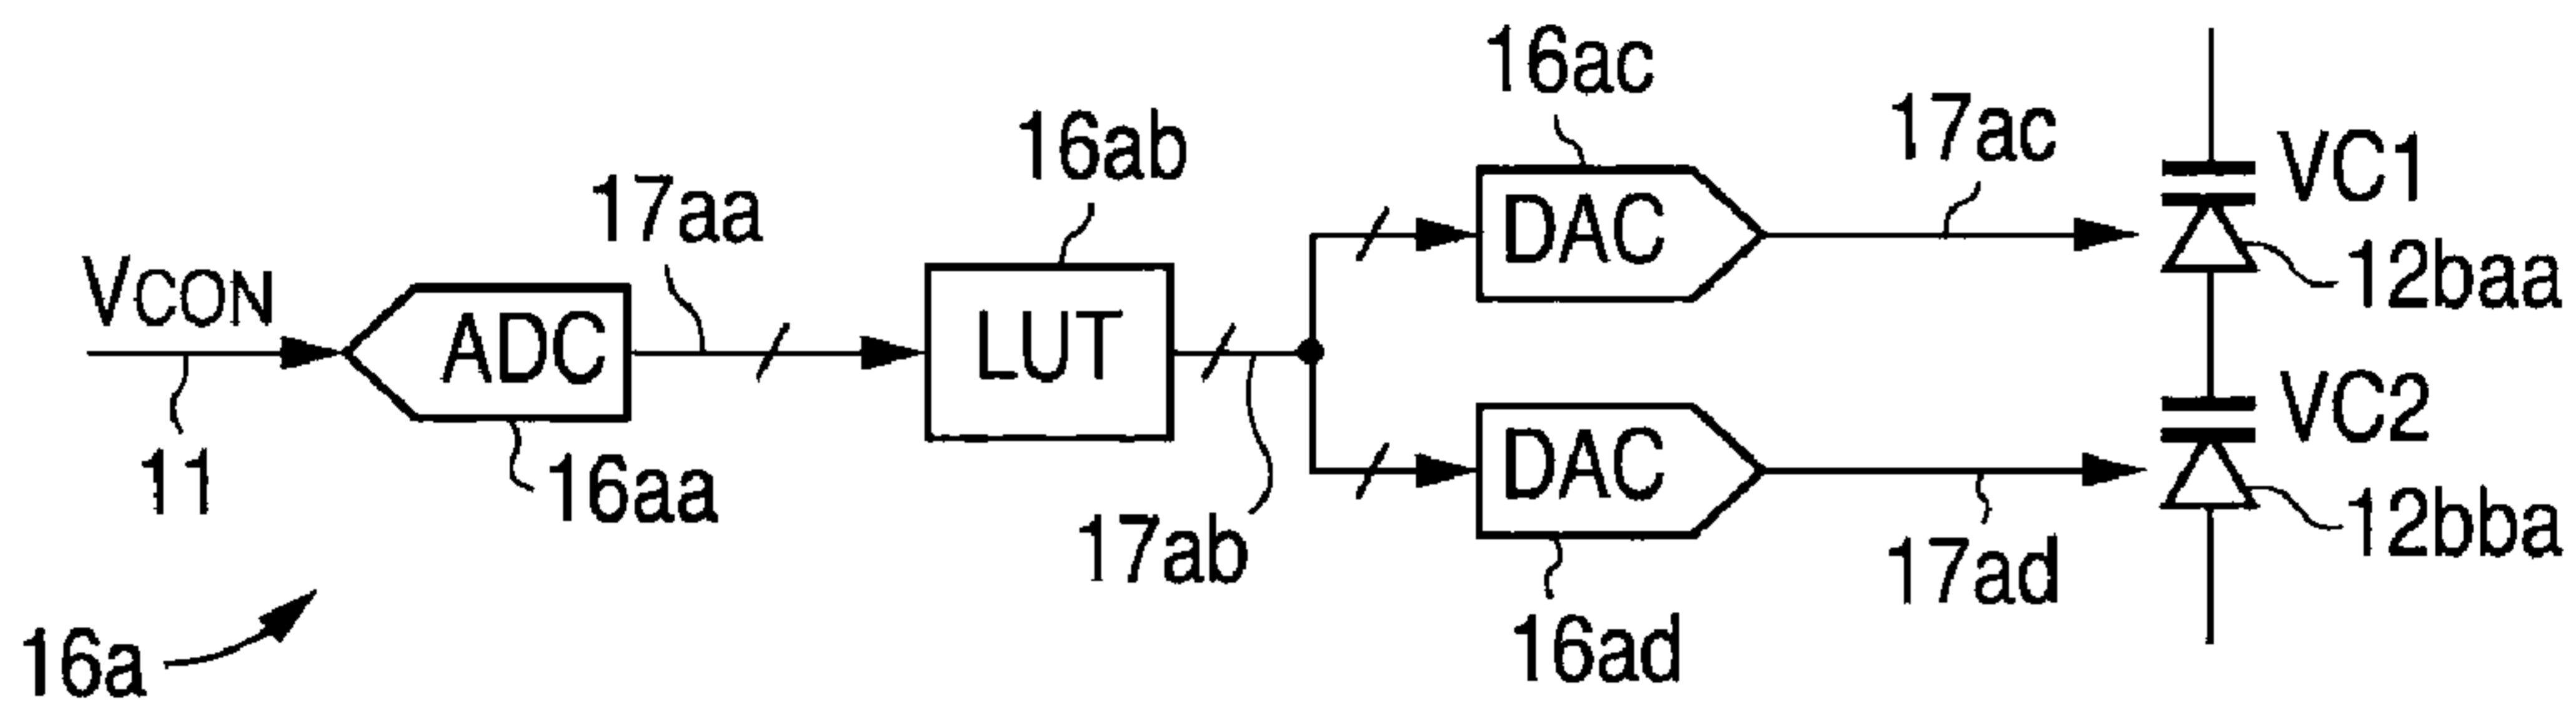 16ac
17ac
VC1
16ab
17aa
DAC
12baa
VCON
ADC
LUT
VC2
11
16aa
DAC
12bba
17ab
17ad
16ad
16a